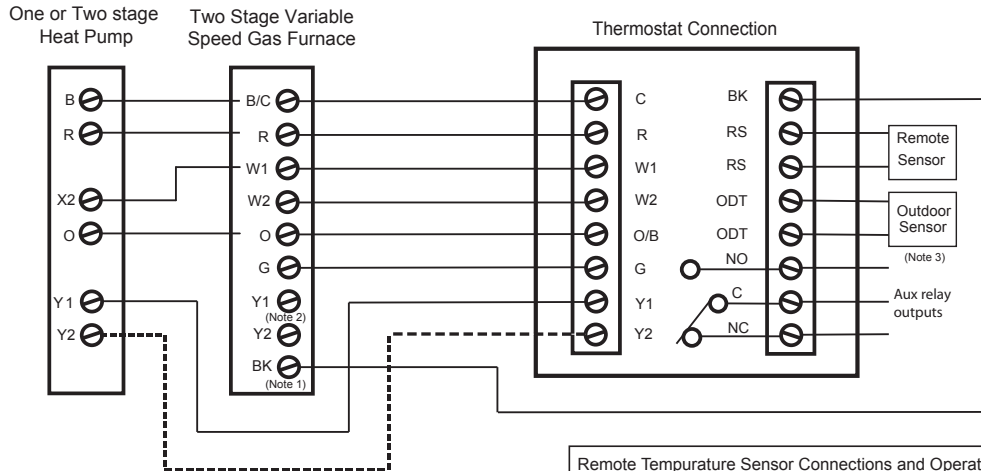 One or Two stage
Heat Pump
Two Stage Variable
Speed Gas Furnace
Thermostat Connection
B
R
X2
O
Y1
Y2
B/C
R
W1
W2
O
G
Y1
(Note 2)
Y2
BK
(Note 1)
C
R
W1
W2
O/B
G
Y1
Y2
BK
RS
RS
ODT
ODT
NO
C
NC
Remote
Sensor
Outdoor
Sensor
(Note 3)
Aux relay
outputs
Remote Tempurature Sensor Connections and Operat